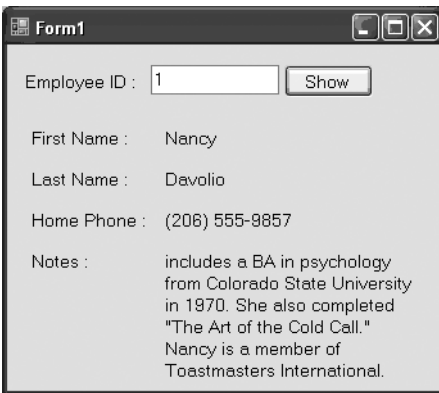 Form1
Employee ID : 1 Show
First Name : Nancy
Last Name : Davolio
Home Phone : (206) 555-9857
Notes : includes a BA in psychology
from Colorado State University
in 1970. She also completed
"The Art of the Cold Call."
Nancy is a member of
Toastmasters International.